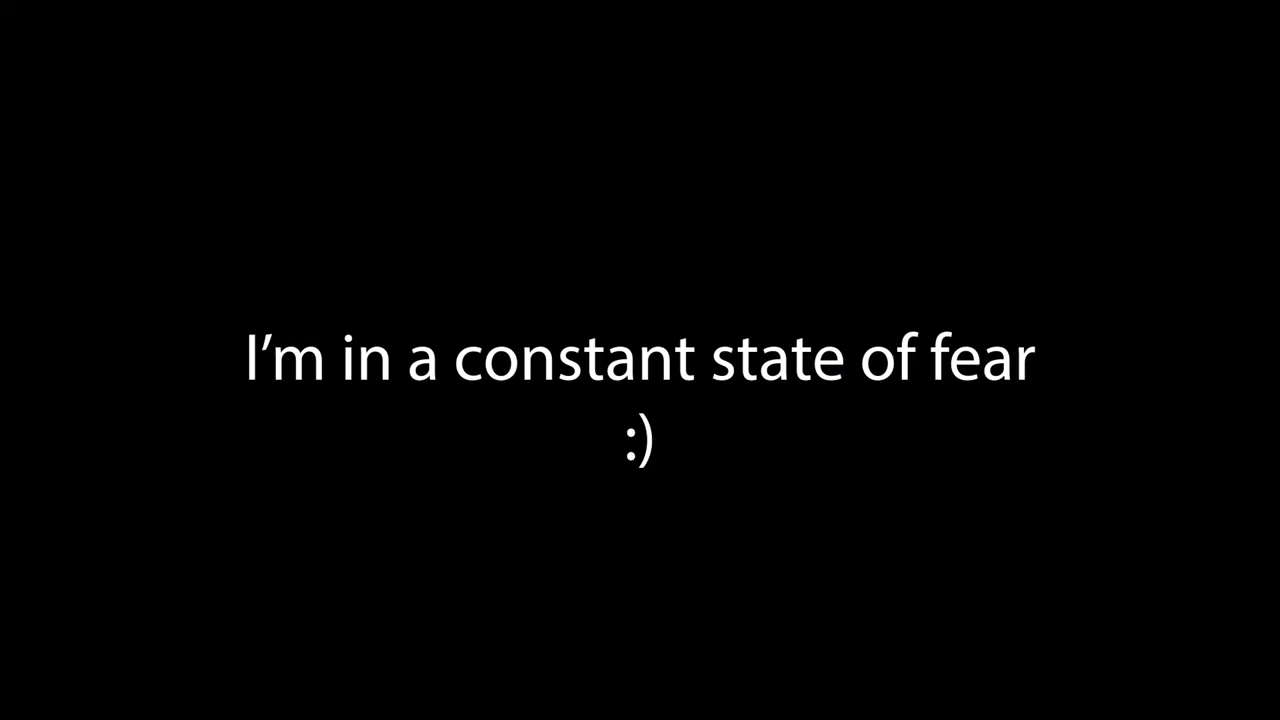 I’m in a constant state of fear
:)